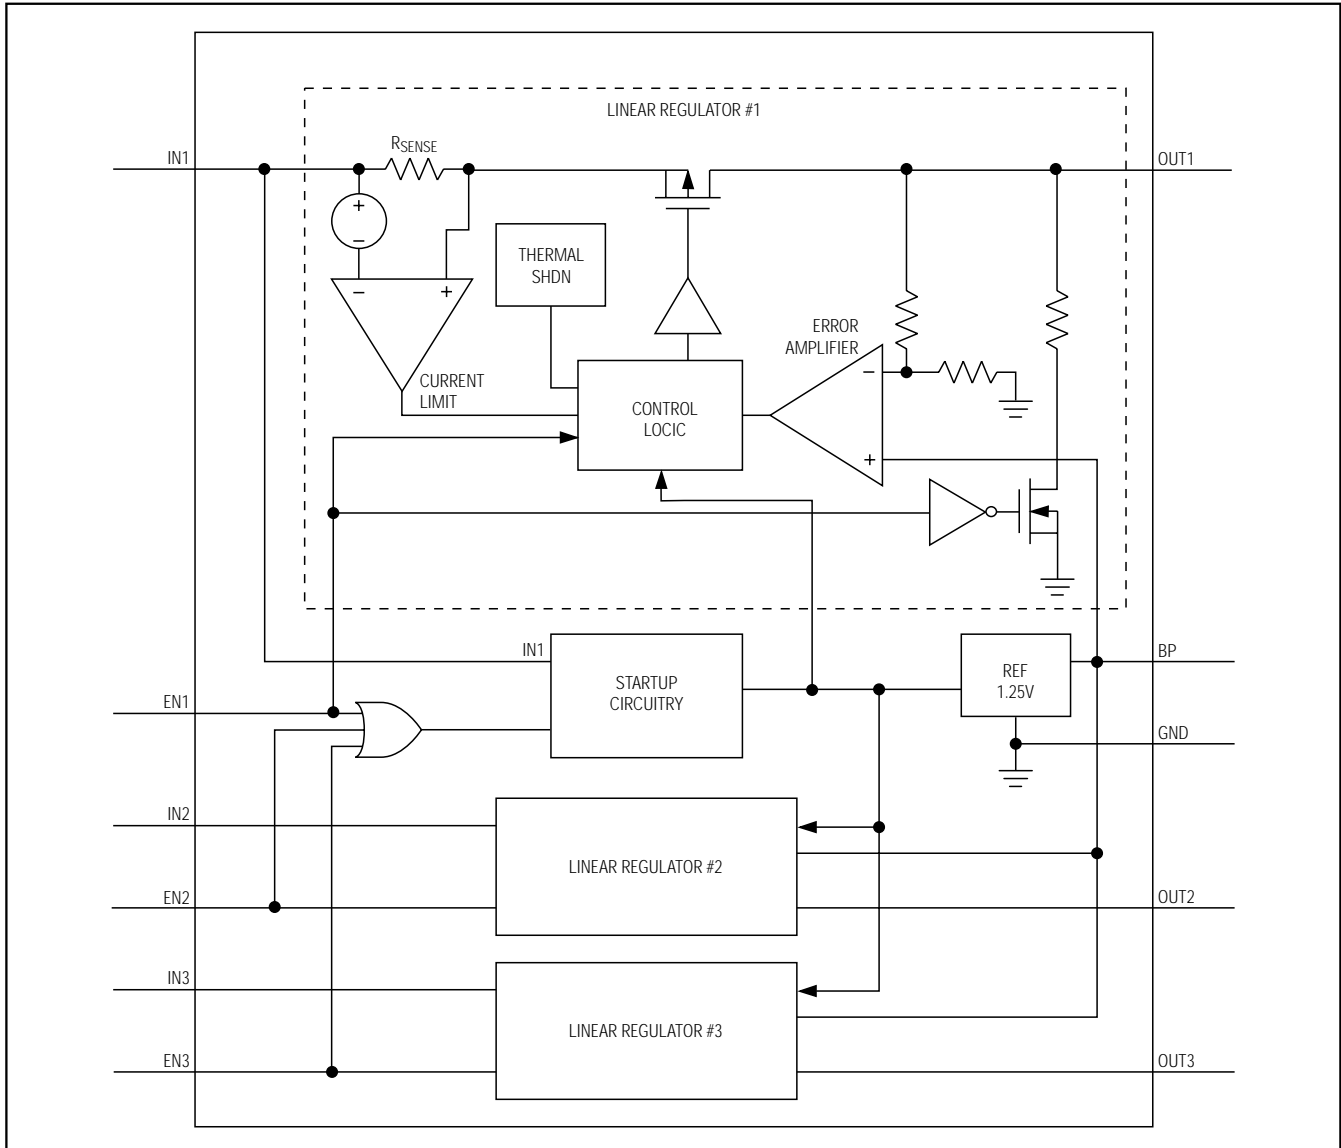 LINEAR REGULATOR #1
IN1
RSENSE
OUT1
+
−
−
+
THERMAL
SHDN
ERROR
AMPLIFIER
−
CURRENT
LIMIT
CONTROL
LOCIC
+
IN1
STARTUP
CIRCUITRY
REF
1.25V
BP
EN1
GND
IN2
LINEAR REGULATOR #2
EN2
OUT2
IN3
LINEAR REGULATOR #3
EN3
OUT3